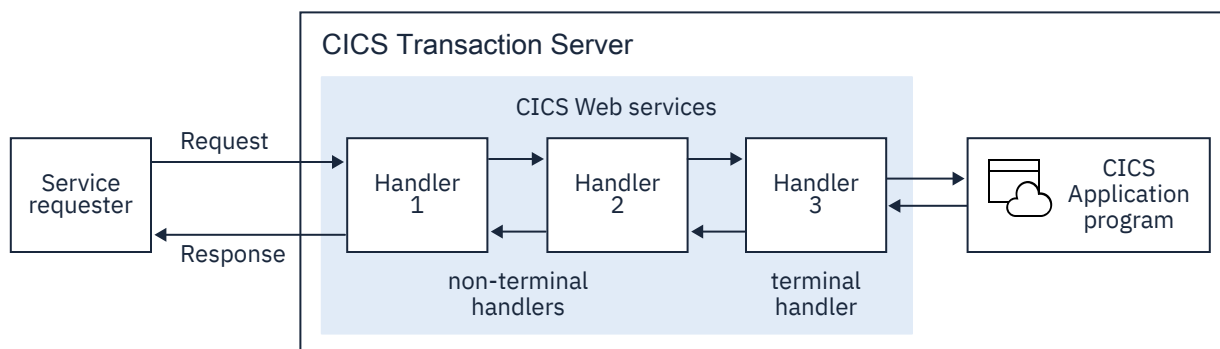 CICS Transaction Server
CICS Web services
Request
Service
requester
Handler
1
Handler
2
Handler
3
CICS
Application
program
Response
non-terminal
handlers
terminal
handler